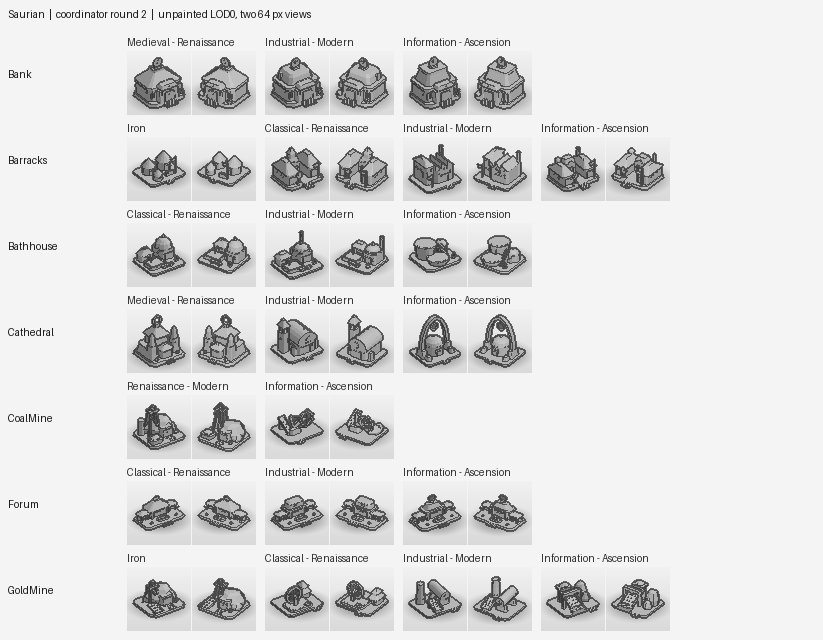 Saurian | coordinator round 2 | unpainted LOD0, two 64 px views
Medieval - Renaissance Industrial - Modern Information - Ascension
Bank
Iron Classical - Renaissance Industrial - Modern Information - Ascension
Barracks
Classical - Renaissance Industrial - Modern Information - Ascension
Bathhouse
Medieval - Renaissance Industrial - Modern Information - Ascension
Cathedral
Renaissance - Modern Information - Ascension
CoalMine
Classical - Renaissance Industrial - Modern Information - Ascension
Forum
Iron Classical - Renaissance Industrial - Modern Information - Ascension
GoldMine